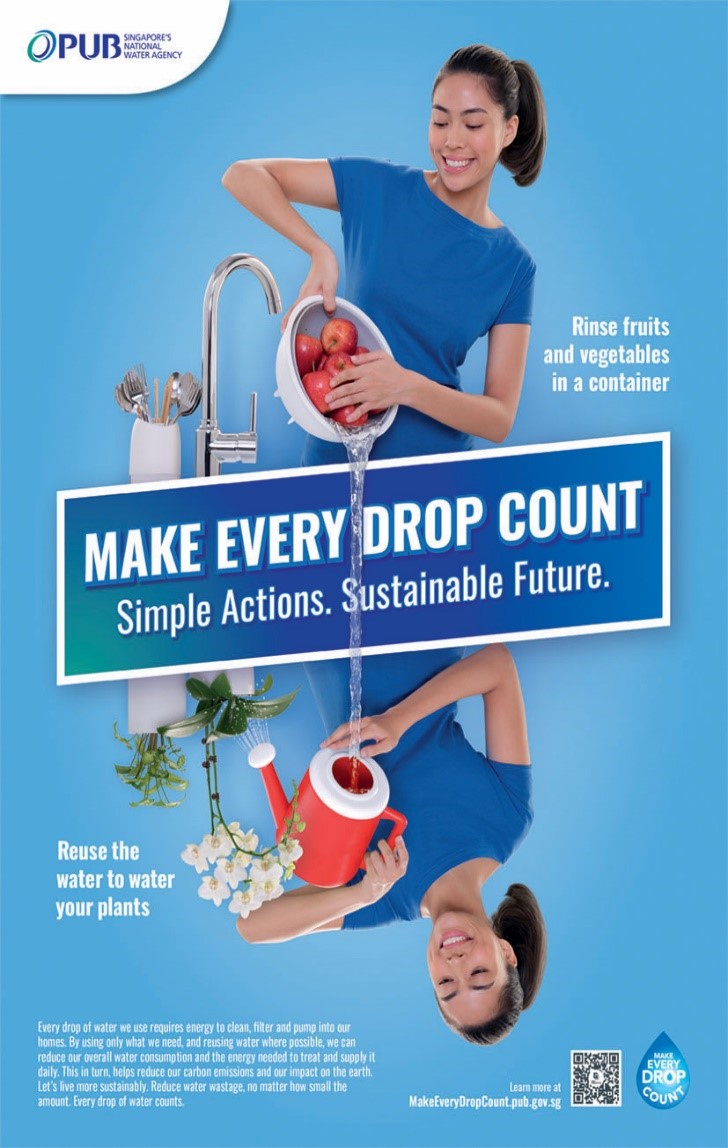 PUB
SINGAPORE'S
NATIONAL
WATER AGENCY
Rinse fruits
and vegetables
in a container
MAKE EVERY DROP COUNT
Simple Actions. Sustainable Future.
Reuse the
water to water
your plants
Every drop of water we use requires energy to clean, filter and pump into our
homes. By using only what we need, and reusing water where possible, we can
reduce our overall water consumption and the energy needed to treat and supply it
daily. This in turn, helps reduce our carbon emissions and our impact on the earth.
Let's live more sustainably. Reduce water wastage, no matter how small the
amount. Every drop of water counts.
Learn more at
MakeEveryDropCount.pub.gov.sg
MAKE
EVERY
DROP
COUNT